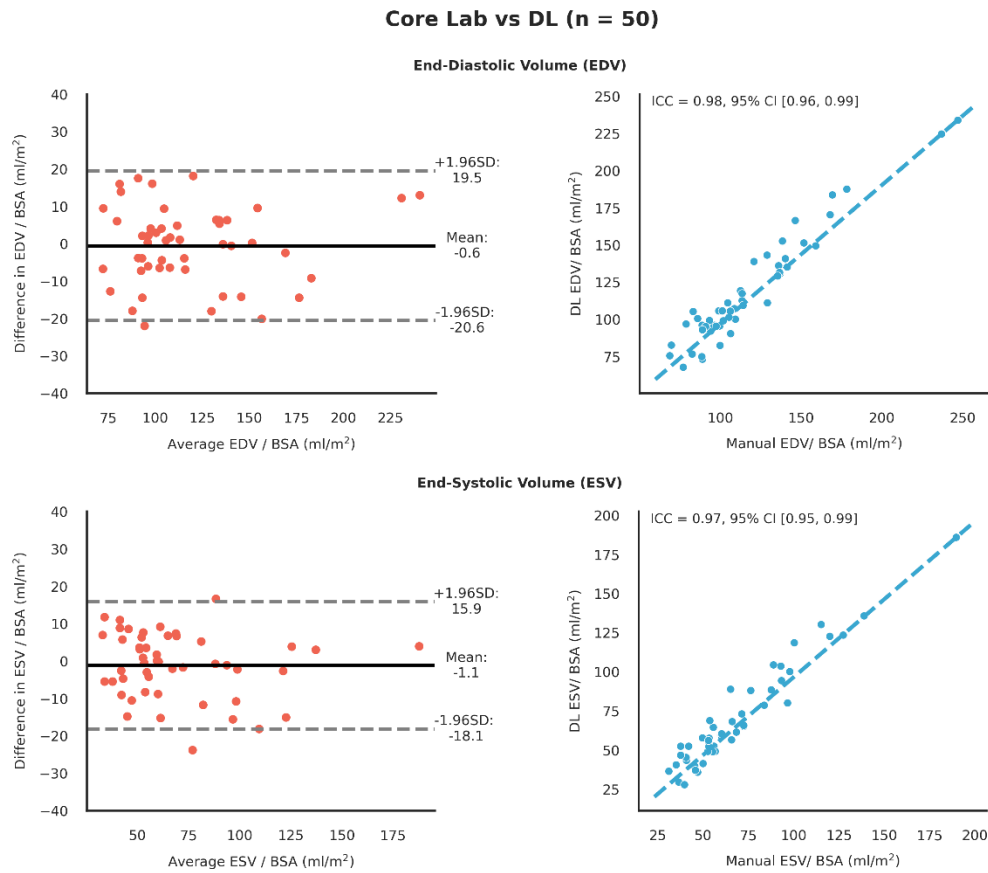 Core Lab vs DL (n = 50)
End-Diastolic Volume (EDV)
Difference in EDV / BSA (ml/m²)
40
30
20
10
0
−10
−20
−30
−40
+1.96SD:
19.5
Mean:
-0.6
-1.96SD:
-20.6
75 100 125 150 175 200 225
Average EDV / BSA (ml/m²)
ICC = 0.98, 95% CI [0.96, 0.99]
DL EDV/ BSA (ml/m²)
250
225
200
175
150
125
100
75
100 150 200 250
Manual EDV/ BSA (ml/m²)
End-Systolic Volume (ESV)
Difference in ESV / BSA (ml/m²)
40
30
20
10
0
−10
−20
−30
−40
+1.96SD:
15.9
Mean:
-1.1
-1.96SD:
-18.1
50 75 100 125 150 175
Average ESV / BSA (ml/m²)
ICC = 0.97, 95% CI [0.95, 0.99]
DL ESV/ BSA (ml/m²)
200
175
150
125
100
75
50
25
25 50 75 100 125 150 175 200
Manual ESV/ BSA (ml/m²)